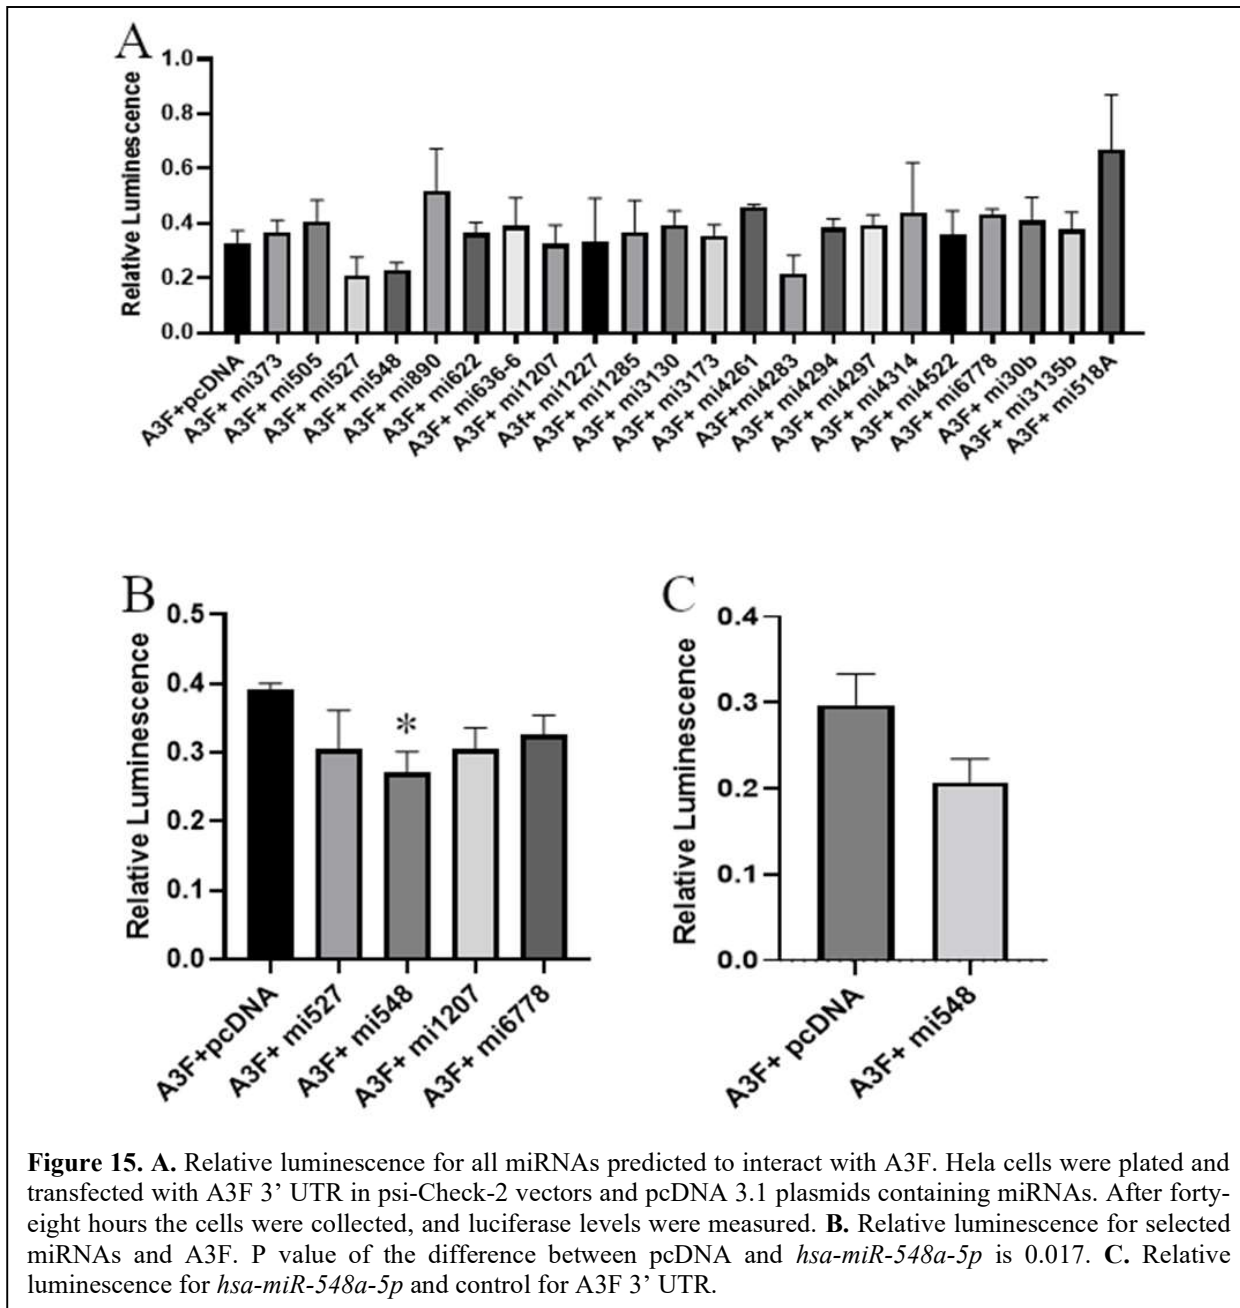 A
Relative Luminescence
1.0
0.8
0.6
0.4
0.2
0.0
A3F+pcDNA
A3F+ mi373
A3F+ mi505
A3F+ mi527
A3F+ mi548
A3F+ mi890
A3F+ mi622
A3F+ mi636-6
A3F+ mi1207
A3f+ mi1227
A3F+ mi1285
A3F+ mi3130
A3F+ mi3173
A3F+ mi4261
A3F+mi4283
A3F+ mi4294
A3F+ mi4297
A3F+ mi4314
A3F+ mi4522
A3F+ mi6778
A3F+ mi30b
A3F+ mi3135b
A3F+ mi518A
B
Relative Luminescence
0.5
0.4
0.3
0.2
0.1
0.0
*
A3F+pcDNA
A3F+ mi527
A3F+ mi548
A3F+ mi1207
A3F+ mi6778
C
Relative Luminescence
0.4
0.3
0.2
0.1
0.0
A3F+ pcDNA
A3F+ mi548
Figure 15. A. Relative luminescence for all miRNAs predicted to interact with A3F. Hela cells were plated and
transfected with A3F 3’ UTR in psi-Check-2 vectors and pcDNA 3.1 plasmids containing miRNAs. After forty-
eight hours the cells were collected, and luciferase levels were measured. B. Relative luminescence for selected
miRNAs and A3F. P value of the difference between pcDNA and hsa-miR-548a-5p is 0.017. C. Relative
luminescence for hsa-miR-548a-5p and control for A3F 3’ UTR.